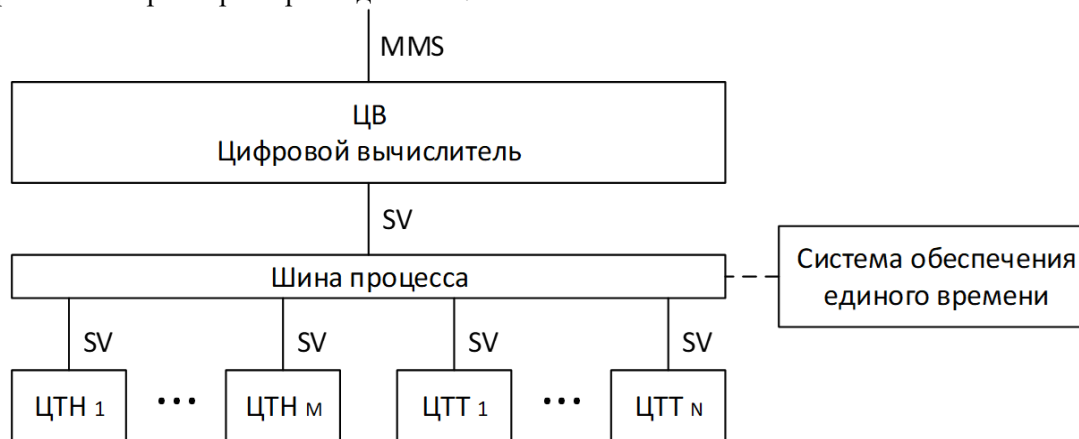 MMS
ЦВ
Цифровой вычислитель
SV
Шина процесса
Система обеспечения
единого времени
SV SV SV SV
ЦТН 1 ••• ЦТН М ЦТТ 1 ••• ЦТТ N